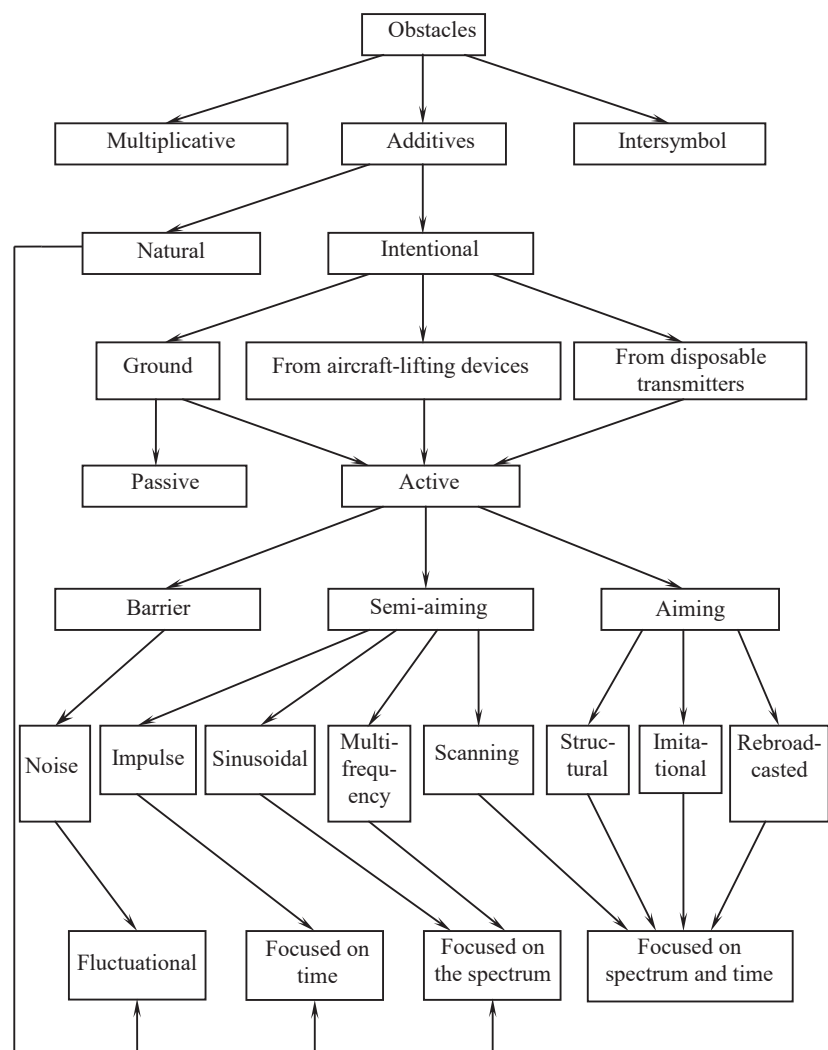 Obstacles
Multiplicative
Additives
Intersymbol
Natural
Intentional
Ground
From aircraft-lifting devices
From disposable
transmitters
Passive
Active
Barrier
Semi-aiming
Aiming
Noise
Impulse
Sinusoidal
Multi-
frequ-
ency
Scanning
Struc-
tural
Imita-
tional
Rebroad-
casted
Fluctuational
Focused on
time
Focused on
the spectrum
Focused on
spectrum and time